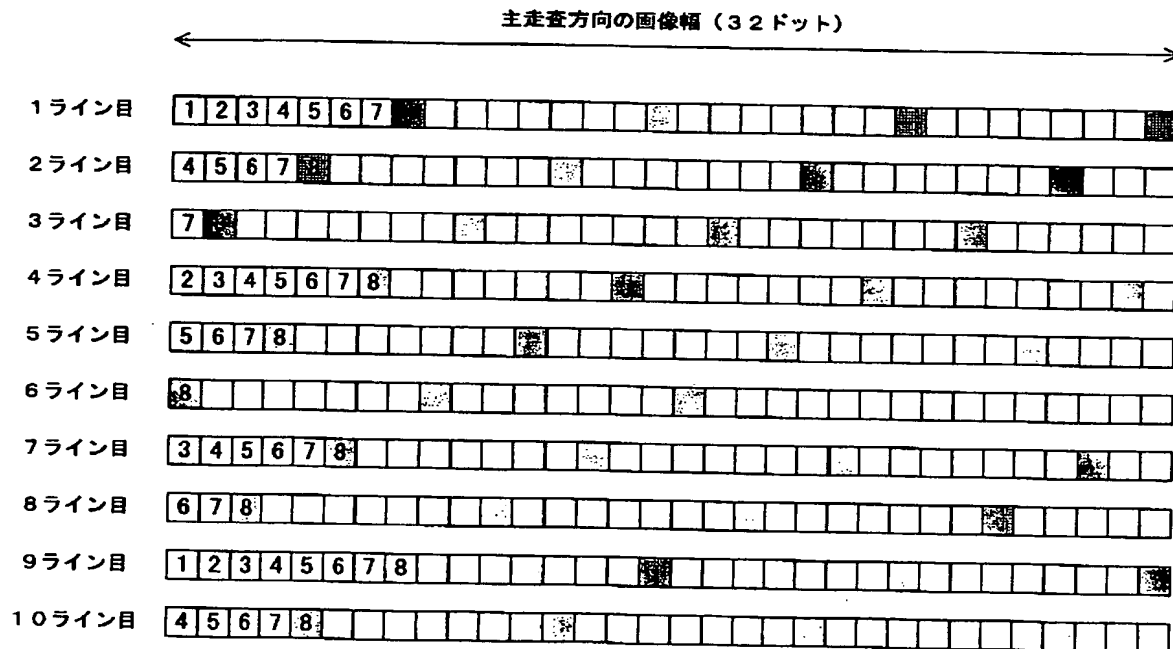 主走査方向の画像幅（３２ドット）
１ライン目 1 2 3 4 5 6 7
２ライン目 4 5 6 7 8
３ライン目 7
４ライン目 2 3 4 5 6 7 8
５ライン目 5 6 7 8
６ライン目 8
７ライン目 3 4 5 6 7 8
８ライン目 6 7 8
９ライン目 1 2 3 4 5 6 7 8
１０ライン目 4 5 6 7 8